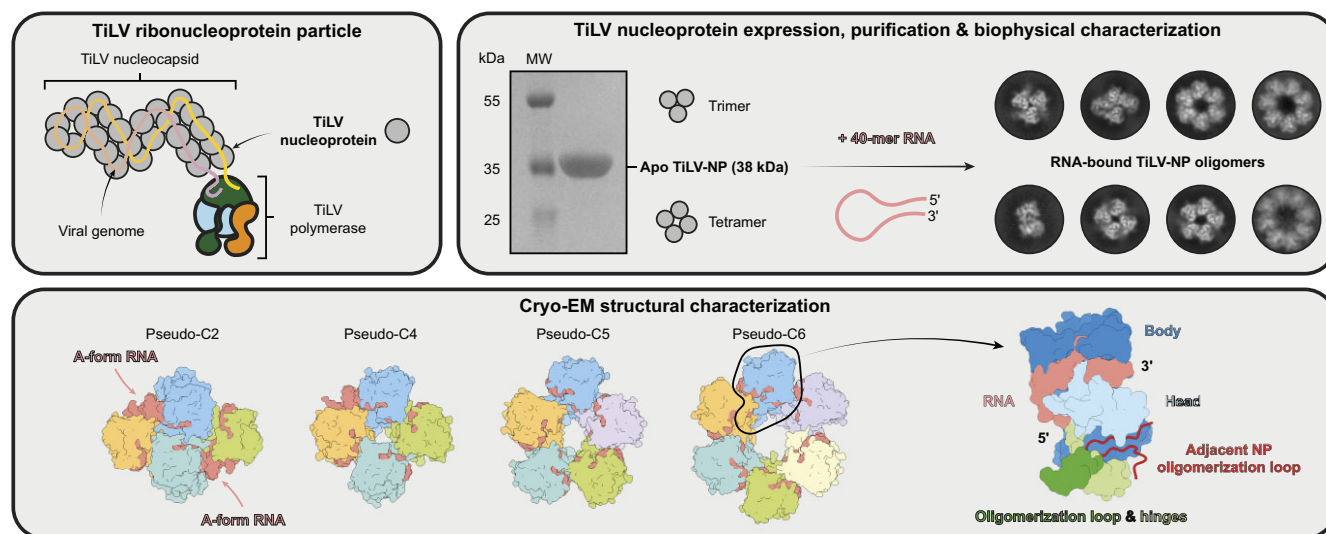 TiLV ribonucleoprotein particle
TiLV nucleocapsid
TiLV
nucleoprotein
Viral genome
TiLV
polymerase
TiLV nucleoprotein expression, purification & biophysical characterization
kDa
MW
55
35
25
Trimer
Apo TiLV-NP (38 kDa)
Tetramer
+ 40-mer RNA
5'
3'
RNA-bound TiLV-NP oligomers
Cryo-EM structural characterization
Pseudo-C2
Pseudo-C4
Pseudo-C5
Pseudo-C6
A-form RNA
A-form RNA
Body
3'
RNA
Head
5'
Adjacent NP
oligomerization loop
Oligomerization loop & hinges